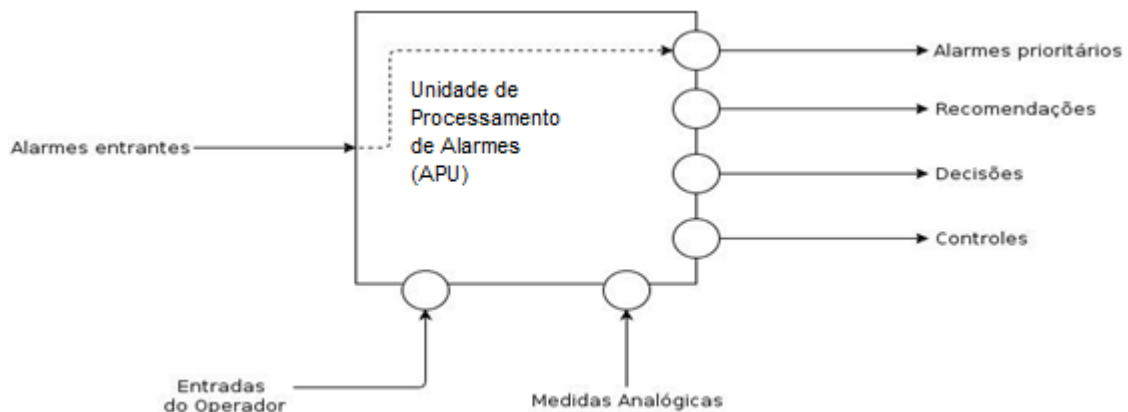 Alarmes prioritários
Unidade de
Processamento
de Alarmes
(APU)
Recomendações
Alarmes entrantes
Decisões
Controles
Entradas
do Operador
Medidas Analógicas